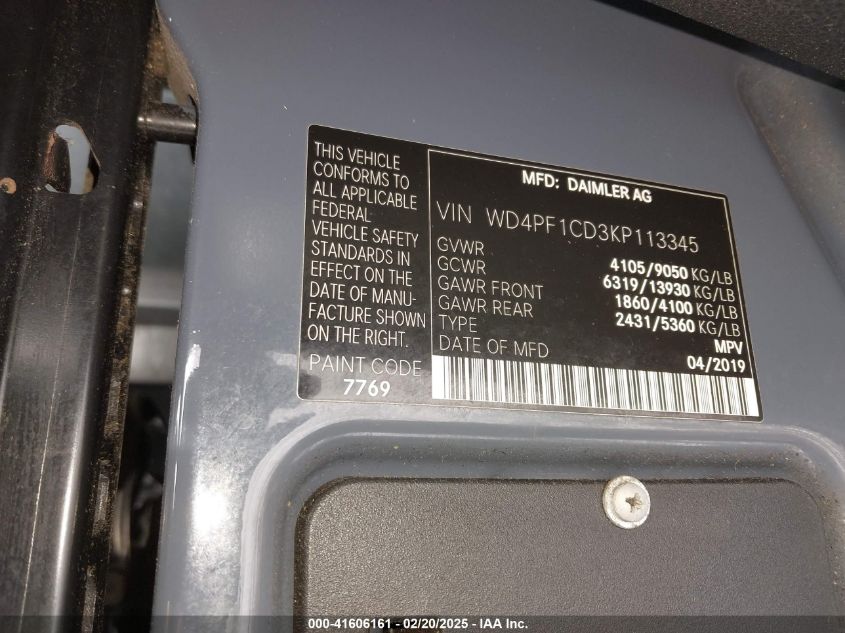 THIS VEHICLE
CONFORMS TO
ALL APPLICABLE
FEDERAL
VEHICLE SAFETY
STANDARDS IN
EFFECT ON THE
DATE OF MANU-
FACTURE SHOWN
ON THE RIGHT.
PAINT CODE
7769
MFD: DAIMLER AG
VIN WD4PF1CD3KP113345
GVWR 4105/9050 KG/LB
GCWR 6319/13930 KG/LB
GAWR FRONT 1860/4100 KG/LB
GAWR REAR 2431/5360 KG/LB
TYPE MPV
DATE OF MFD 04/2019
000-41606161 - 02/20/2025 - IAA Inc.